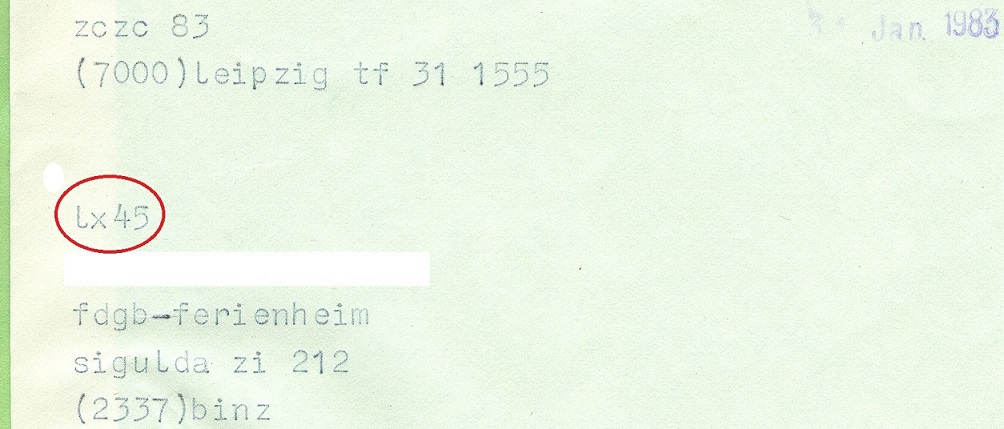 Jan. 1983
zczc 83
(7000)leipzig tf 31 1555
lx45
fdgb-ferienheim
sigulda zi 212
(2337)binz